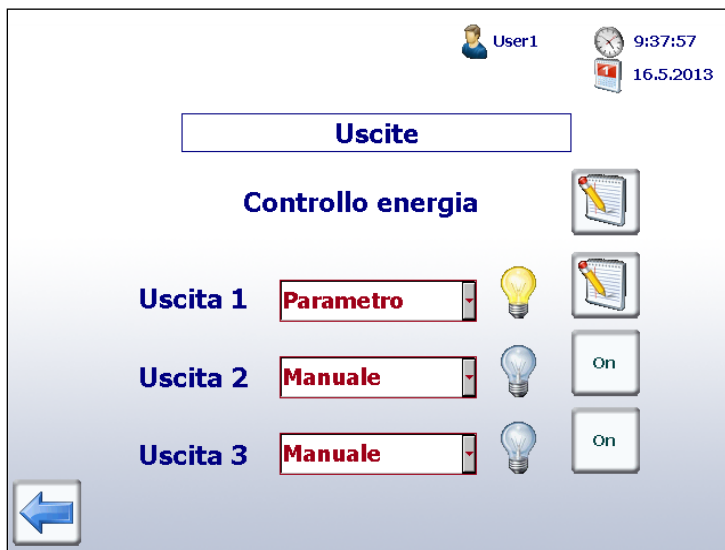 User1
9:37:57
1
16.5.2013
Uscite
Controllo energia
Uscita 1 Parametro
Uscita 2 Manuale On
Uscita 3 Manuale On